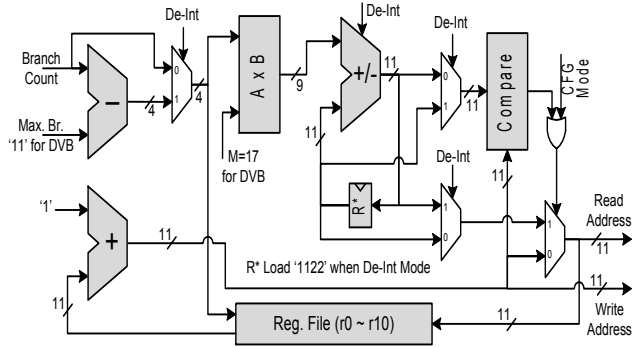 De-Int
De-Int
De-Int
Branch
Count
0
1
−
4
4
Max. Br.
'11' for DVB
A x B
9
M=17
for DVB
+/-
11
0
1
11
Compare
CFG
Mode
11
R*
De-Int
1
0
11
1
0
Read
Address
11
'1'
+
11
R* Load '1122' when De-Int Mode
11
Write
Address
11
Reg. File (r0 ~ r10)
11